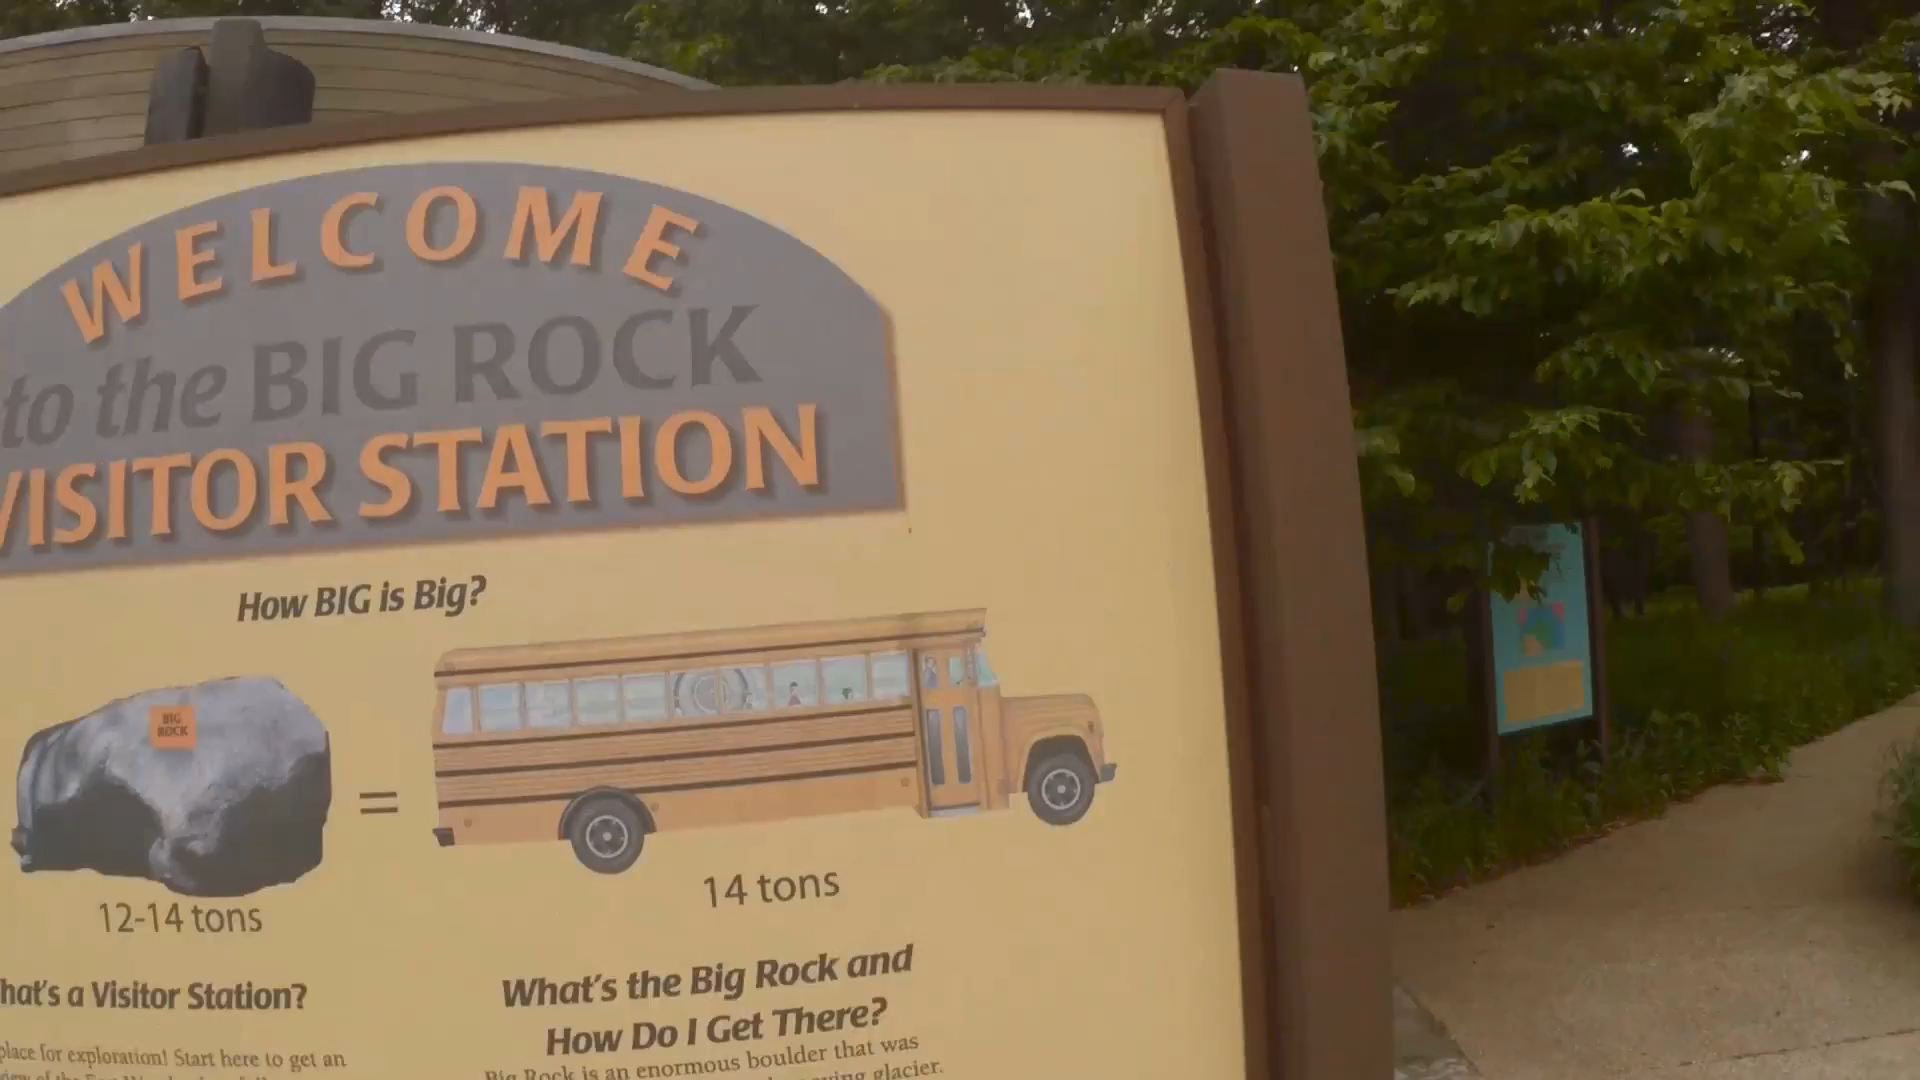 WELCOME
to the BIG ROCK
VISITOR STATION
How BIG is Big?
BIG
ROCK
=
12-14 tons
14 tons
hat's a Visitor Station?
place for exploration! Start here to get an
What's the Big Rock and
How Do I Get There?
Big Rock is an enormous boulder that was
glacier.